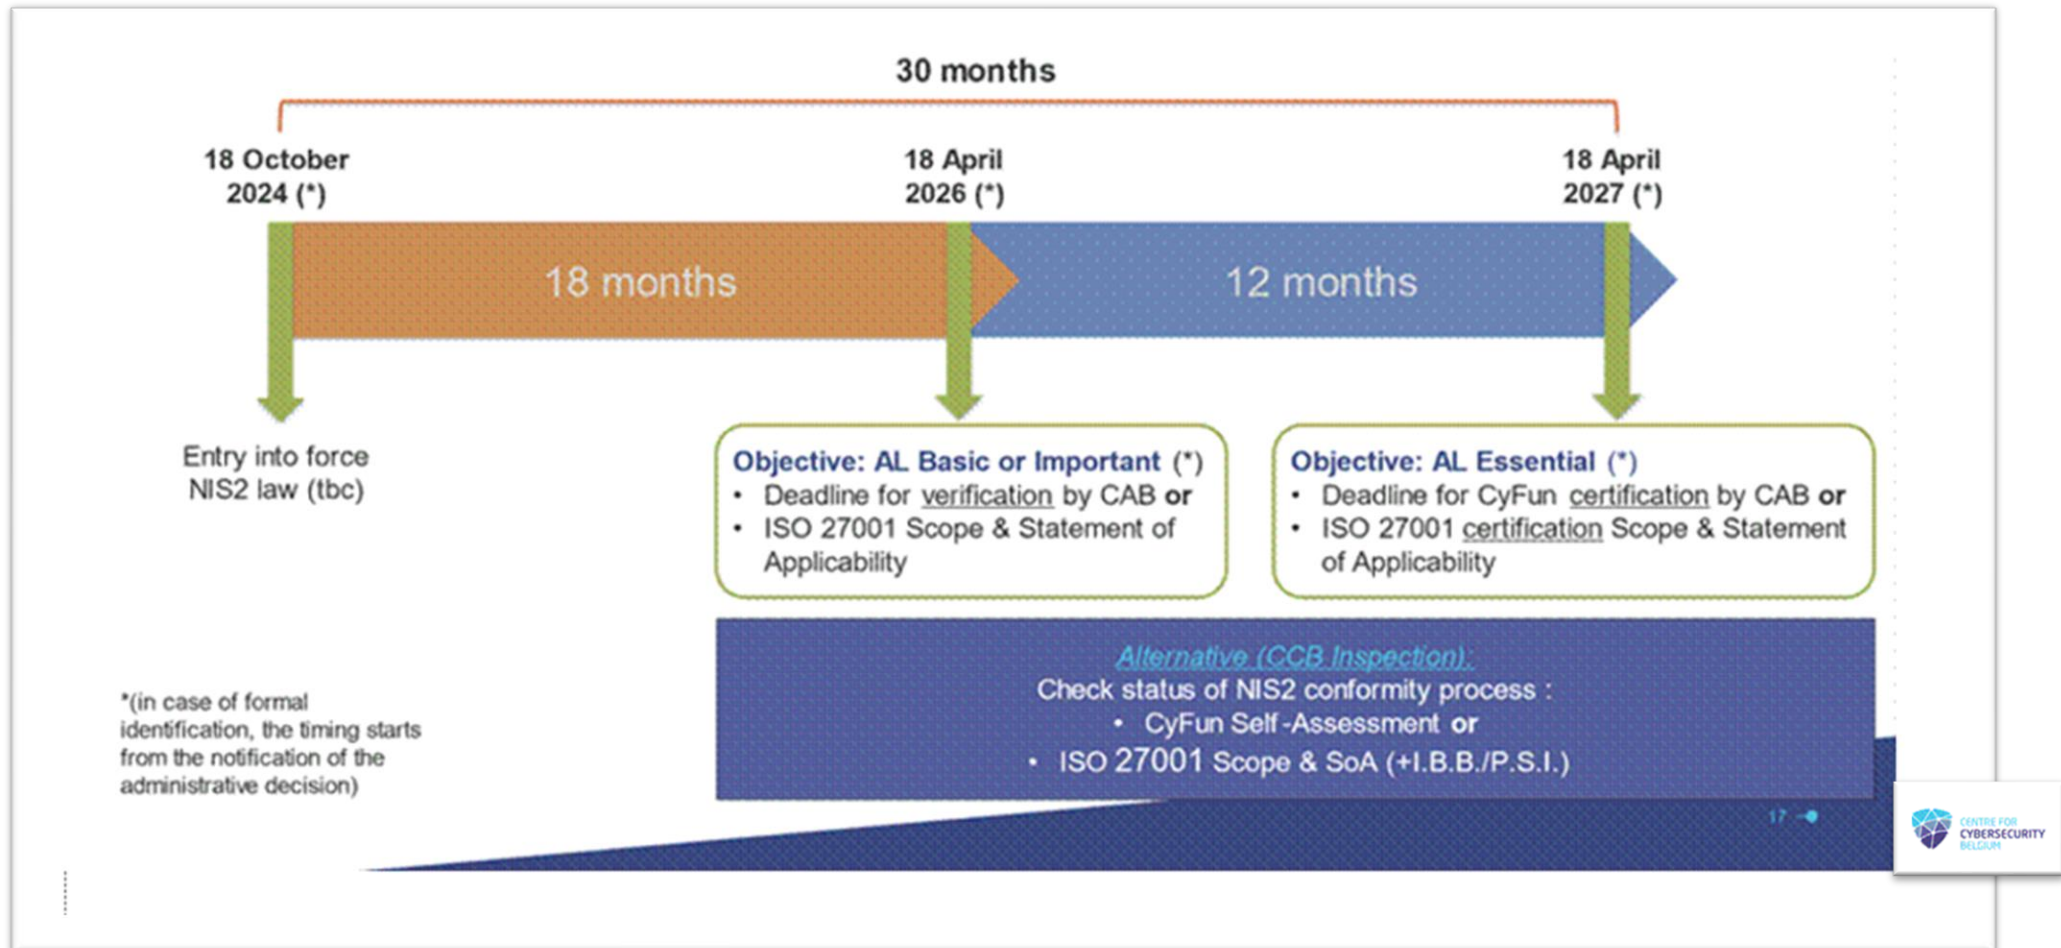 30 months
18 October
2024 (*)
18 April
2026 (*)
18 April
2027 (*)
18 months
12 months
Entry into force
NIS2 law (tbc)
Objective: AL Basic or Important (*)
• Deadline for verification by CAB or
• ISO 27001 Scope & Statement of
Applicability
Objective: AL Essential (*)
• Deadline for CyFun certification by CAB or
• ISO 27001 certification Scope & Statement
of Applicability
Alternative (CCB Inspection):
Check status of NIS2 conformity process :
• CyFun Self-Assessment or
• ISO 27001 Scope & SoA (+I.B.B./P.S.I.)
*(in case of formal
identification, the timing starts
from the notification of the
administrative decision)
17
CENTRE FOR
CYBERSECURITY
BELGIUM